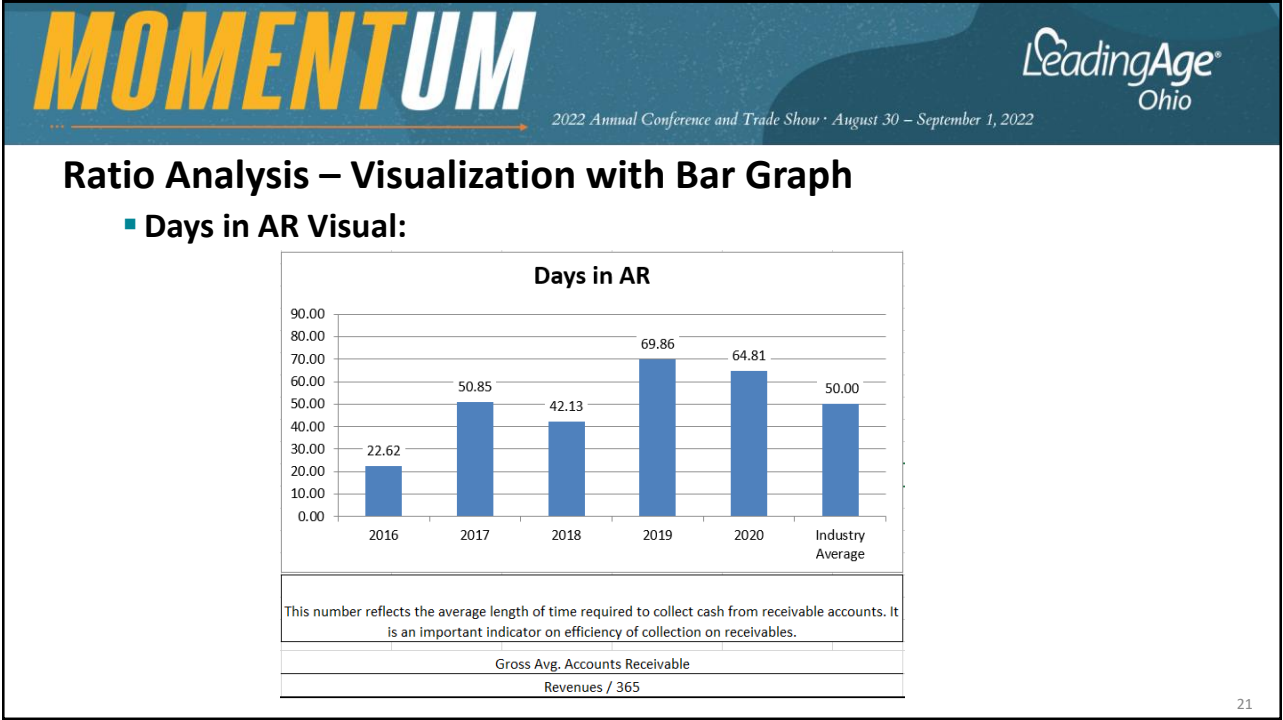 MOMENTUM
LeadingAge®
Ohio
2022 Annual Conference and Trade Show · August 30 – September 1, 2022
Ratio Analysis – Visualization with Bar Graph
▪ Days in AR Visual:
Days in AR
90.00
80.00
70.00
60.00
50.00
40.00
30.00
20.00
10.00
0.00
22.62
50.85
42.13
69.86
64.81
50.00
2016
2017
2018
2019
2020
Industry
Average
This number reflects the average length of time required to collect cash from receivable accounts. It
is an important indicator on efficiency of collection on receivables.
Gross Avg. Accounts Receivable
Revenues / 365
21